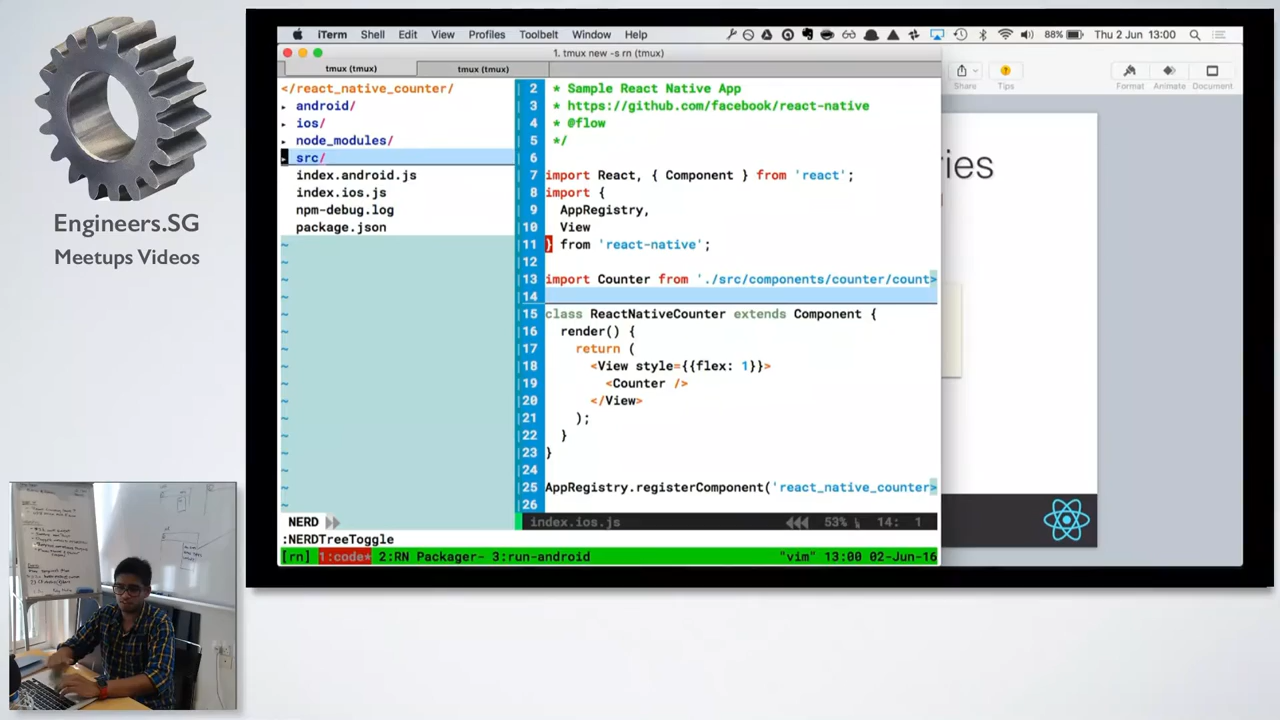 Engineers.SG
Meetups Videos
iTerm Shell Edit View Profiles Toolbelt Window Help
88% Thu 2 Jun 13:00
1. tmux new -s rn (tmux)
tmux (tmux) tmux (tmux)
Share Tips Format Animate Document
</react_native_counter/
▸ android/
▸ ios/
▸ node_modules/
▸ src/
index.android.js
index.ios.js
npm-debug.log
package.json
2 * Sample React Native App
3 * https://github.com/facebook/react-native
4 * @flow
5 */
6
7 import React, { Component } from 'react';
8 import {
9 AppRegistry,
10 View
11 } from 'react-native';
12
13 import Counter from './src/components/counter/count>
14
15 class ReactNativeCounter extends Component {
16 render() {
17 return (
18 <View style={{flex: 1}}>
19 <Counter />
20 </View>
21 );
22 }
23 }
24
25 AppRegistry.registerComponent('react_native_counter>
26
ries
NERD
index.ios.js 53% 14: 1
:NERDTreeToggle
[rn] 1:code* 2:RN Packager- 3:run-android "vim" 13:00 02-Jun-16